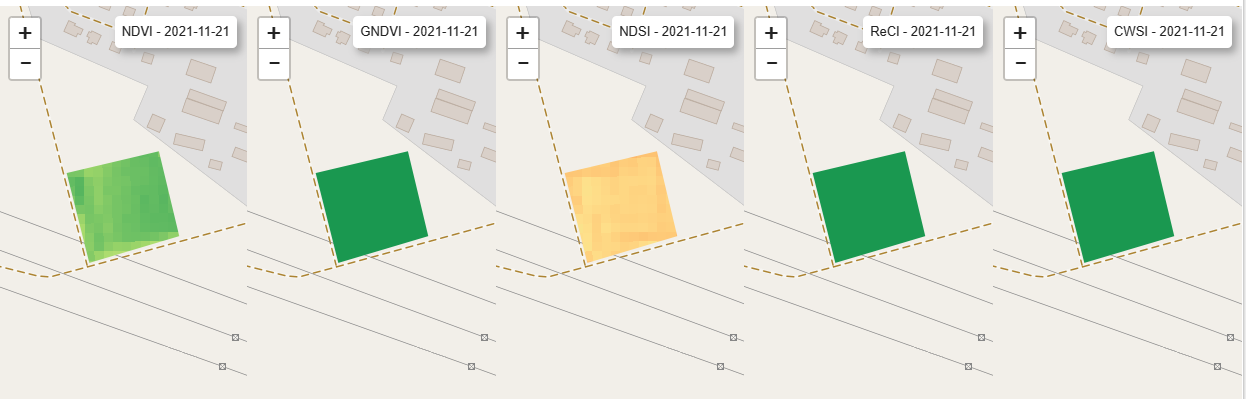 +
−
NDVI - 2021-11-21
+
−
GNDVI - 2021-11-21
+
−
NDSI - 2021-11-21
+
−
ReCI - 2021-11-21
+
−
CWSI - 2021-11-21